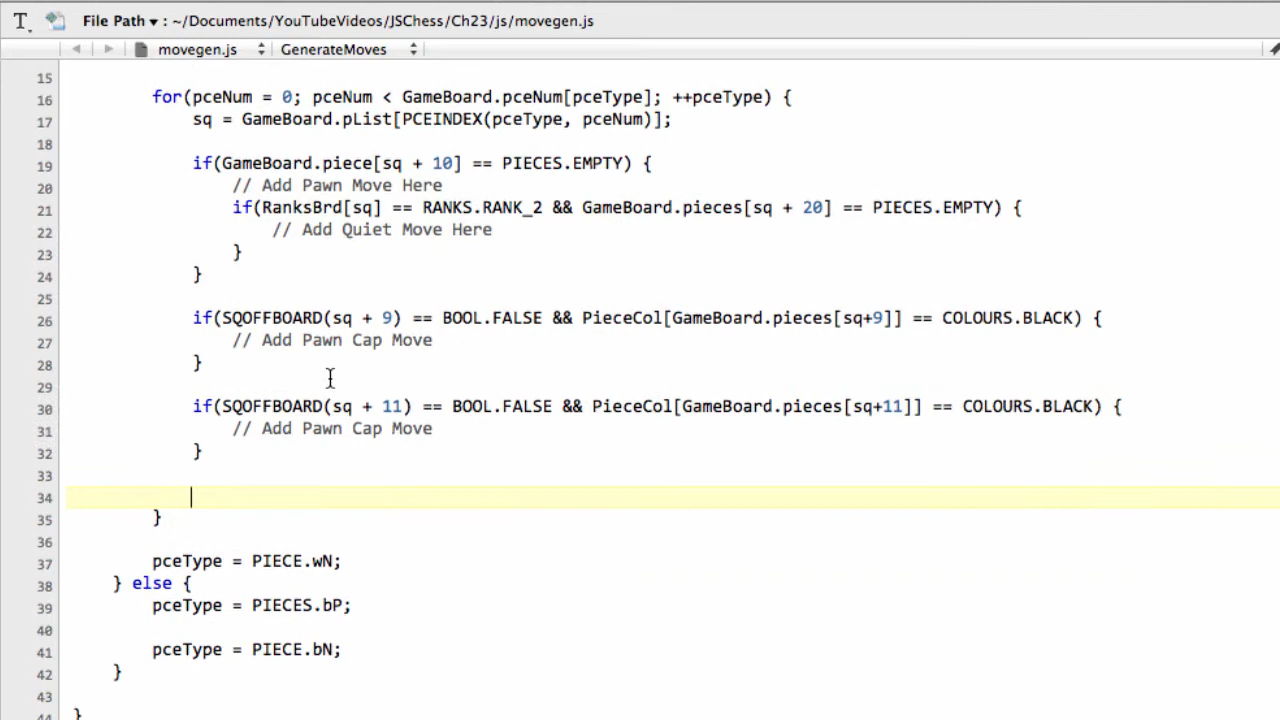 File Path ▾ : ~/Documents/YouTubeVideos/JSChess/Ch23/js/movegen.js
movegen.js GenerateMoves
15
16 for(pceNum = 0; pceNum < GameBoard.pceNum[pceType]; ++pceType) {
17 sq = GameBoard.pList[PCEINDEX(pceType, pceNum)];
18
19 if(GameBoard.piece[sq + 10] == PIECES.EMPTY) {
20 // Add Pawn Move Here
21 if(RanksBrd[sq] == RANKS.RANK_2 && GameBoard.pieces[sq + 20] == PIECES.EMPTY) {
22 // Add Quiet Move Here
23 }
24 }
25
26 if(SQOFFBOARD(sq + 9) == BOOL.FALSE && PieceCol[GameBoard.pieces[sq+9]] == COLOURS.BLACK) {
27 // Add Pawn Cap Move
28 }
29
30 if(SQOFFBOARD(sq + 11) == BOOL.FALSE && PieceCol[GameBoard.pieces[sq+11]] == COLOURS.BLACK) {
31 // Add Pawn Cap Move
32 }
33
34
35 }
36
37 pceType = PIECE.wN;
38 } else {
39 pceType = PIECES.bP;
40
41 pceType = PIECE.bN;
42 }
43
44 }